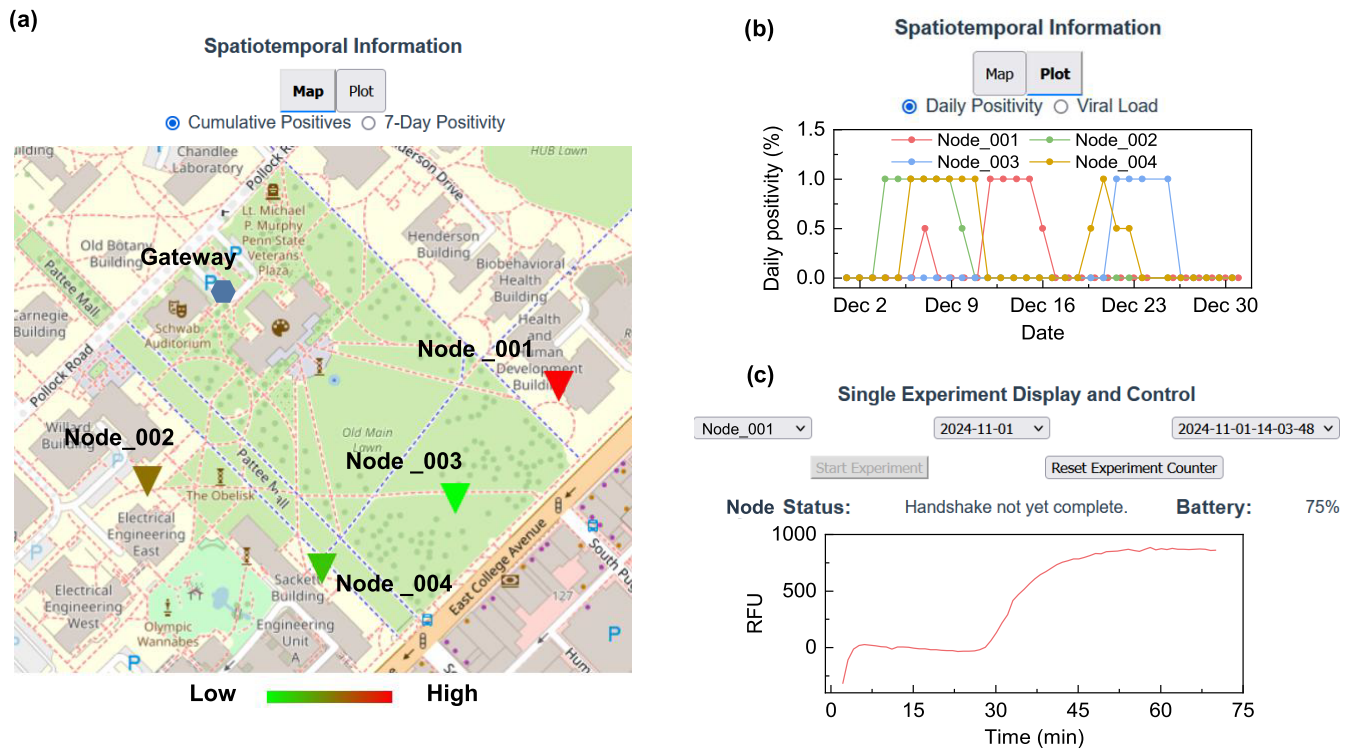 (a)
Spatiotemporal Information
Map Plot
Cumulative Positives 7-Day Positivity
Chandlee
Laboratory
Pollock R
derson Drive
HUB Lawn
Lt. Michael
P. Murphy
Penn State
Veterans
Plaza
Old Botany
Building
Gateway
P
P
Henderson
Building
Biobehavioral
Health
Building
Pattee Mall
Carnegie
Building
Schwab
Auditorium
Health
and
Human
Development
Building
Node _001
Pollock Road
Willard
Building
Node_002
P
Old Main
Lawn
Node _003
Pattee Mall
The Obelisk
Electrical
Engineering
East
P
East College Avenue
South Pug
Sackett
Building
Node _004
Electrical
Engineering
West
127
Olympic
Wannabes
Engineering
Unit
A
P
P
Hum
Low High
(b)
Spatiotemporal Information
Map Plot
Daily Positivity Viral Load
Daily positivity (%)
1.5
1.0
0.5
0.0
Node_001 Node_002
Node_003 Node_004
Dec 2 Dec 9 Dec 16 Dec 23 Dec 30
Date
(c)
Single Experiment Display and Control
Node_001 2024-11-01 2024-11-01-14-03-48
Start Experiment Reset Experiment Counter
Node Status: Handshake not yet complete. Battery: 75%
RFU
1000
500
0
0 15 30 45 60 75
Time (min)